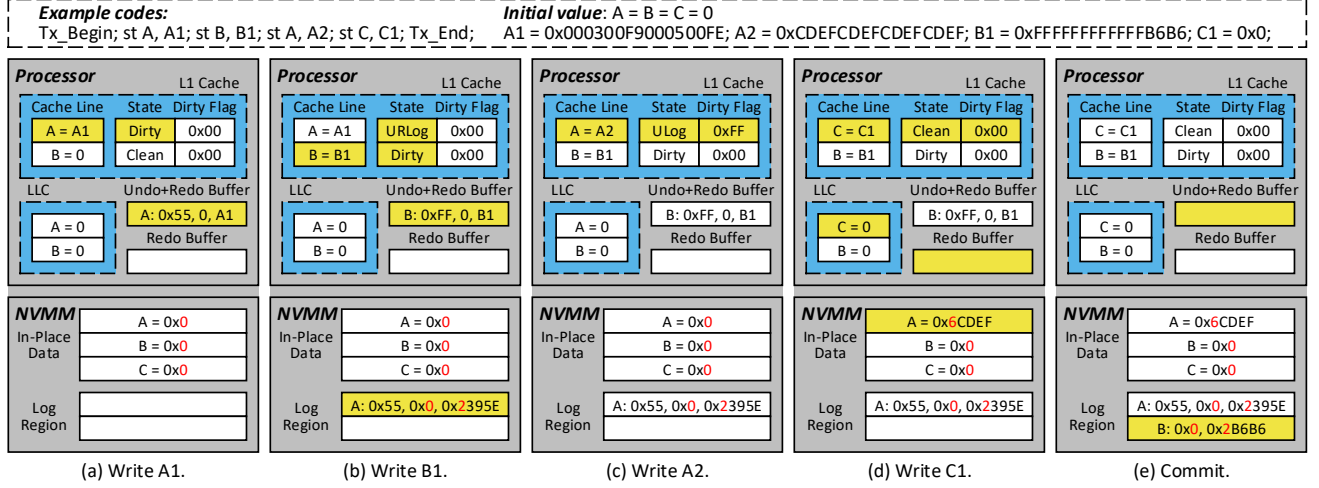 Example codes: Initial value: A = B = C = 0
Tx_Begin; st A, A1; st B, B1; st A, A2; st C, C1; Tx_End; A1 = 0x000300F9000500FE; A2 = 0xCDEFCDEFCDEFCDEF; B1 = 0xFFFFFFFFFFFFB6B6; C1 = 0x0;
Processor
L1 Cache
Cache Line State Dirty Flag
A = A1 Dirty 0x00
B = 0 Clean 0x00
LLC Undo+Redo Buffer
A: 0x55, 0, A1
A = 0
Redo Buffer
B = 0
NVMM
In-Place Data
A = 0x0
B = 0x0
C = 0x0
Log Region
(a) Write A1.
Processor
L1 Cache
Cache Line State Dirty Flag
A = A1 URLog 0x00
B = B1 Dirty 0x00
LLC Undo+Redo Buffer
B: 0xFF, 0, B1
A = 0
Redo Buffer
B = 0
NVMM
In-Place Data
A = 0x0
B = 0x0
C = 0x0
Log Region
A: 0x55, 0x0, 0x2395E
(b) Write B1.
Processor
L1 Cache
Cache Line State Dirty Flag
A = A2 ULog 0xFF
B = B1 Dirty 0x00
LLC Undo+Redo Buffer
B: 0xFF, 0, B1
A = 0
Redo Buffer
B = 0
NVMM
In-Place Data
A = 0x0
B = 0x0
C = 0x0
Log Region
A: 0x55, 0x0, 0x2395E
(c) Write A2.
Processor
L1 Cache
Cache Line State Dirty Flag
C = C1 Clean 0x00
B = B1 Dirty 0x00
LLC Undo+Redo Buffer
B: 0xFF, 0, B1
C = 0
Redo Buffer
B = 0
NVMM
In-Place Data
A = 0x6CDEF
B = 0x0
C = 0x0
Log Region
A: 0x55, 0x0, 0x2395E
(d) Write C1.
Processor
L1 Cache
Cache Line State Dirty Flag
C = C1 Clean 0x00
B = B1 Dirty 0x00
LLC Undo+Redo Buffer
C = 0
Redo Buffer
B = 0
NVMM
In-Place Data
A = 0x6CDEF
B = 0x0
C = 0x0
Log Region
A: 0x55, 0x0, 0x2395E
B: 0x0, 0x2B6B6
(e) Commit.